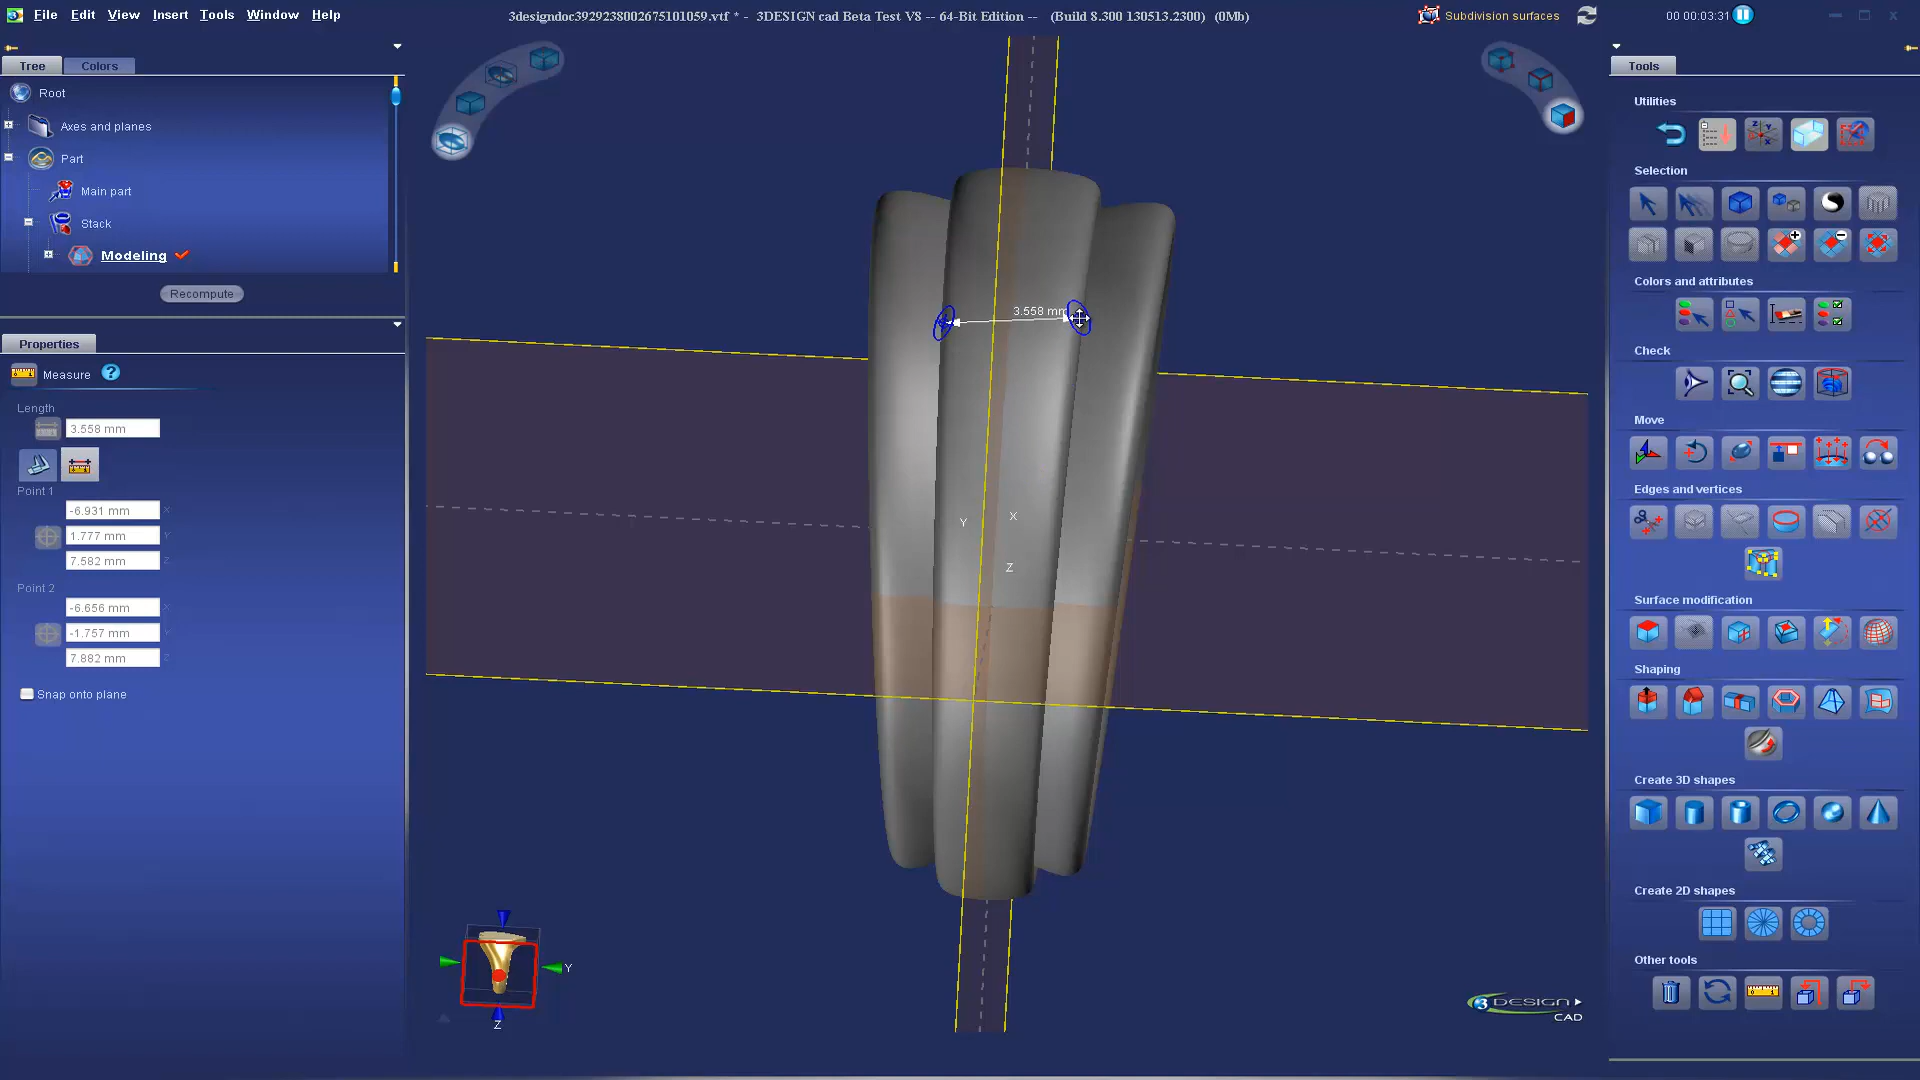 File Edit View Insert Tools Window Help
3designdoc3929238002675101059.vtf * - 3DESIGN cad Beta Test V8 -- 64-Bit Edition -- (Build 8.300 130513.2300) (0Mb)
Subdivision surfaces
00 00:03:31
Tree Colors
Root
Axes and planes
Part
Main part
Stack
Modeling
Recompute
Properties
Measure
Length
3.558 mm
Point 1
-6.931 mm X
1.777 mm Y
7.582 mm Z
Point 2
-6.656 mm X
-1.757 mm Y
7.882 mm Z
Snap onto plane
3.558 mm
Y X
Z
Y
Z
3DESIGN
CAD
Tools
Utilities
Selection
Colors and attributes
Check
Move
Edges and vertices
Surface modification
Shaping
Create 3D shapes
Create 2D shapes
Other tools